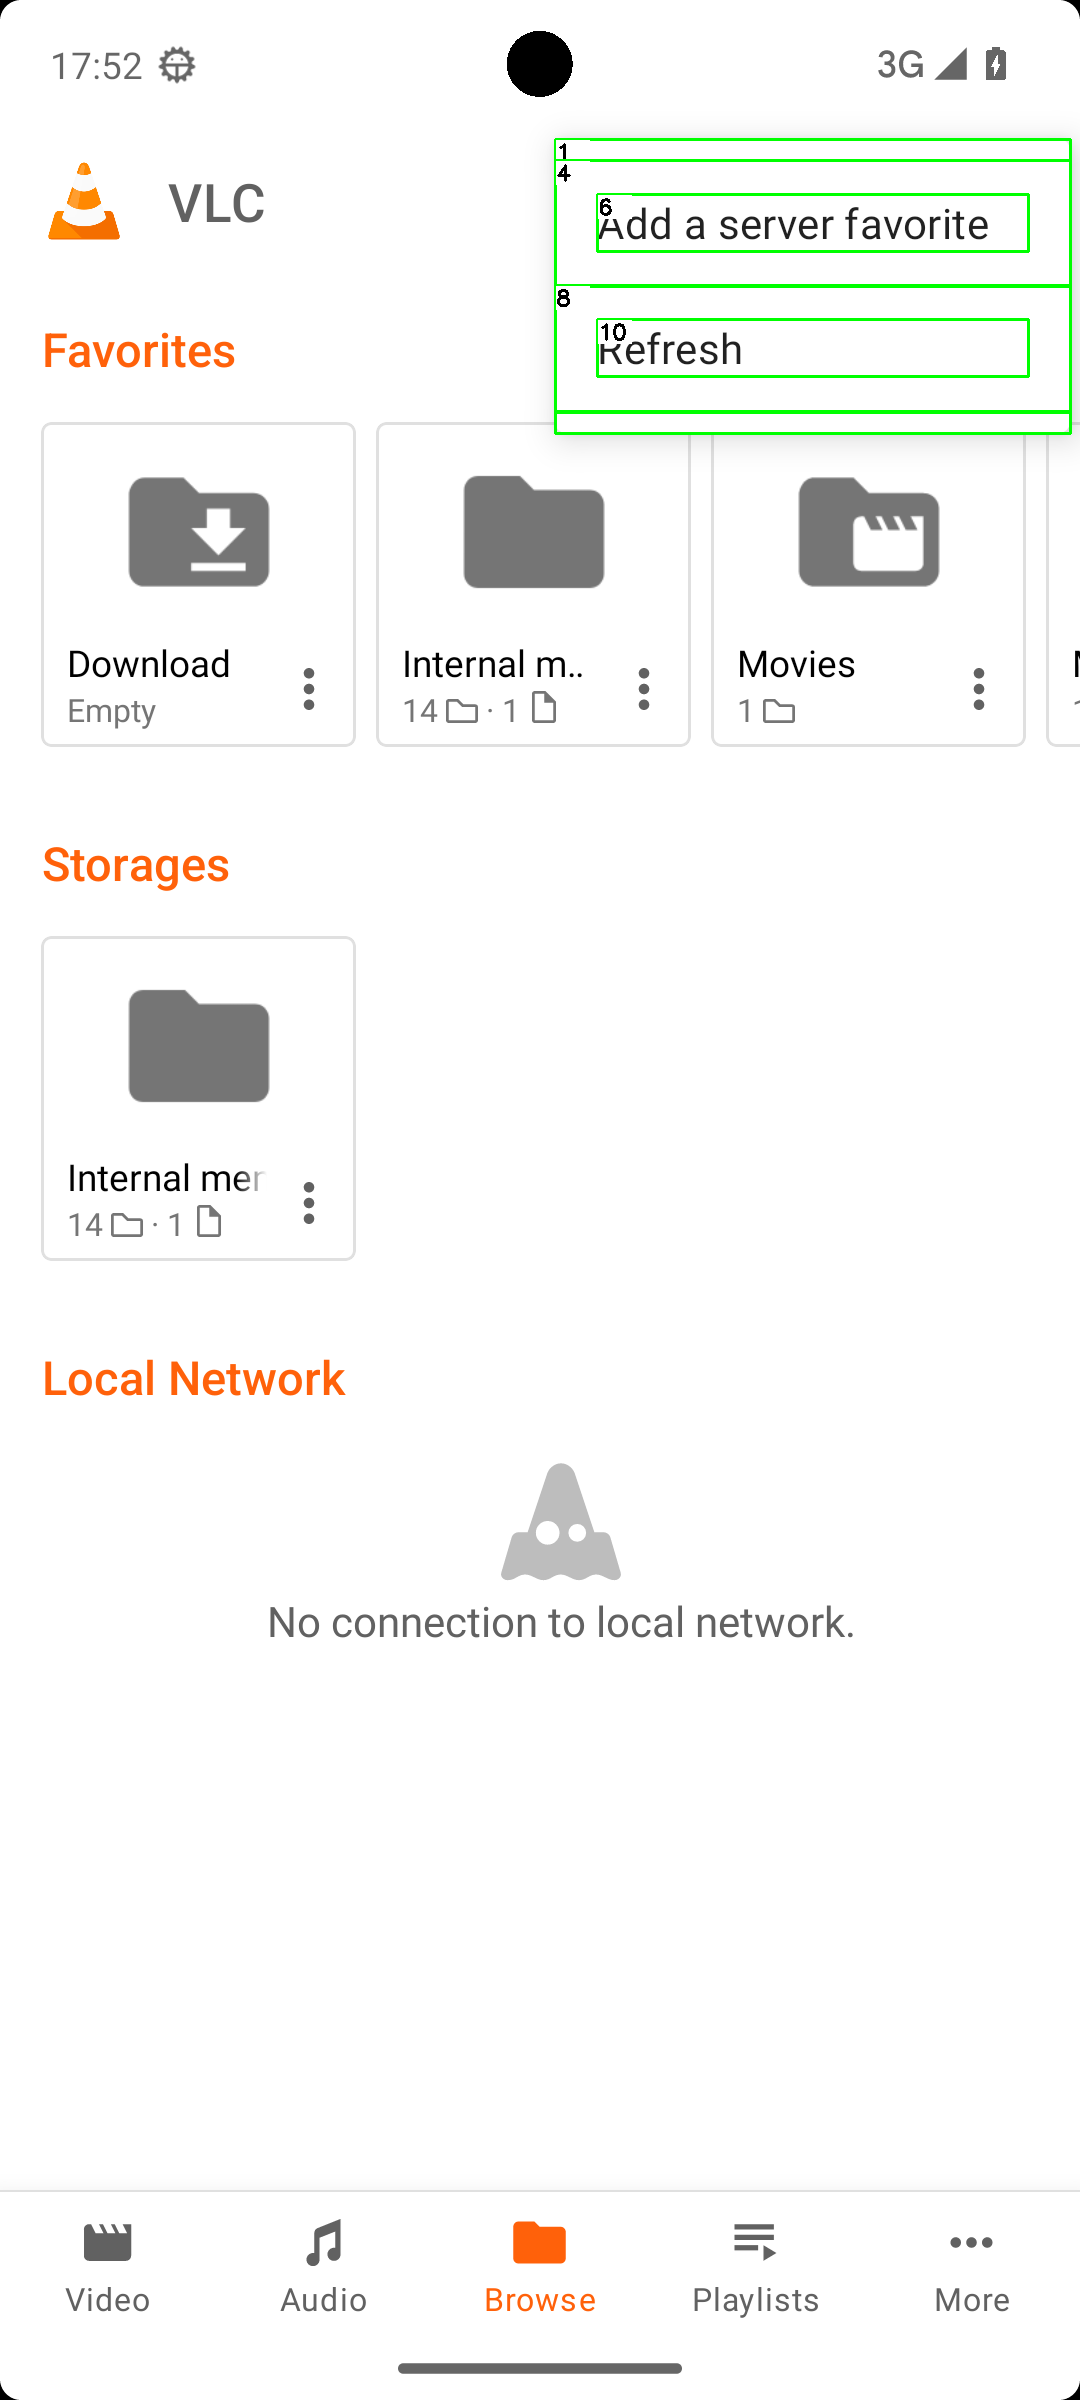 17:52
3G
VLC
1
4
6
Add a server favorite
8
10
Refresh
Favorites
Download
Empty
Internal m..
14 · 1
Movies
1
Storages
Internal mer
14 · 1
Local Network
No connection to local network.
Video
Audio
Browse
Playlists
More